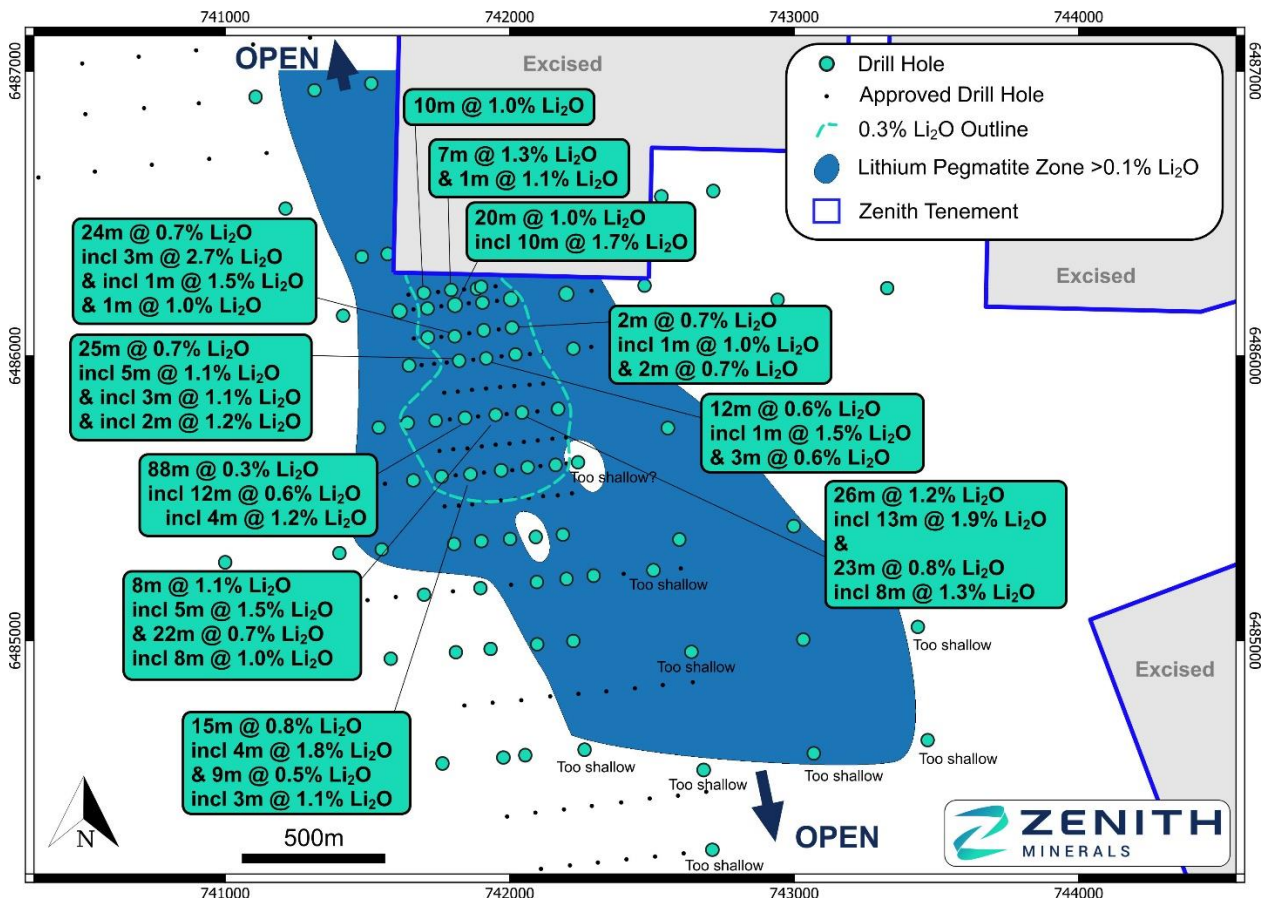 741000
742000
743000
744000
6487000
6487000
OPEN
Excised
Drill Hole
Approved Drill Hole
0.3% Li₂O Outline
Lithium Pegmatite Zone >0.1% Li₂O
Zenith Tenement
10m @ 1.0% Li₂O
7m @ 1.3% Li₂O
& 1m @ 1.1% Li₂O
20m @ 1.0% Li₂O
incl 10m @ 1.7% Li₂O
24m @ 0.7% Li₂O
incl 3m @ 2.7% Li₂O
& incl 1m @ 1.5% Li₂O
& 1m @ 1.0% Li₂O
Excised
6486000
6486000
2m @ 0.7% Li₂O
incl 1m @ 1.0% Li₂O
& 2m @ 0.7% Li₂O
25m @ 0.7% Li₂O
incl 5m @ 1.1% Li₂O
& incl 3m @ 1.1% Li₂O
& incl 2m @ 1.2% Li₂O
12m @ 0.6% Li₂O
incl 1m @ 1.5% Li₂O
& 3m @ 0.6% Li₂O
88m @ 0.3% Li₂O
incl 12m @ 0.6% Li₂O
incl 4m @ 1.2% Li₂O
Too shallow?
26m @ 1.2% Li₂O
incl 13m @ 1.9% Li₂O
&
23m @ 0.8% Li₂O
incl 8m @ 1.3% Li₂O
Too shallow
8m @ 1.1% Li₂O
incl 5m @ 1.5% Li₂O
& 22m @ 0.7% Li₂O
incl 8m @ 1.0% Li₂O
6485000
6485000
Too shallow
Too shallow
Excised
15m @ 0.8% Li₂O
incl 4m @ 1.8% Li₂O
& 9m @ 0.5% Li₂O
incl 3m @ 1.1% Li₂O
Too shallow
Too shallow
Too shallow
Too shallow
OPEN
Too shallow
N
500m
ZENITH
MINERALS
741000
742000
743000
744000